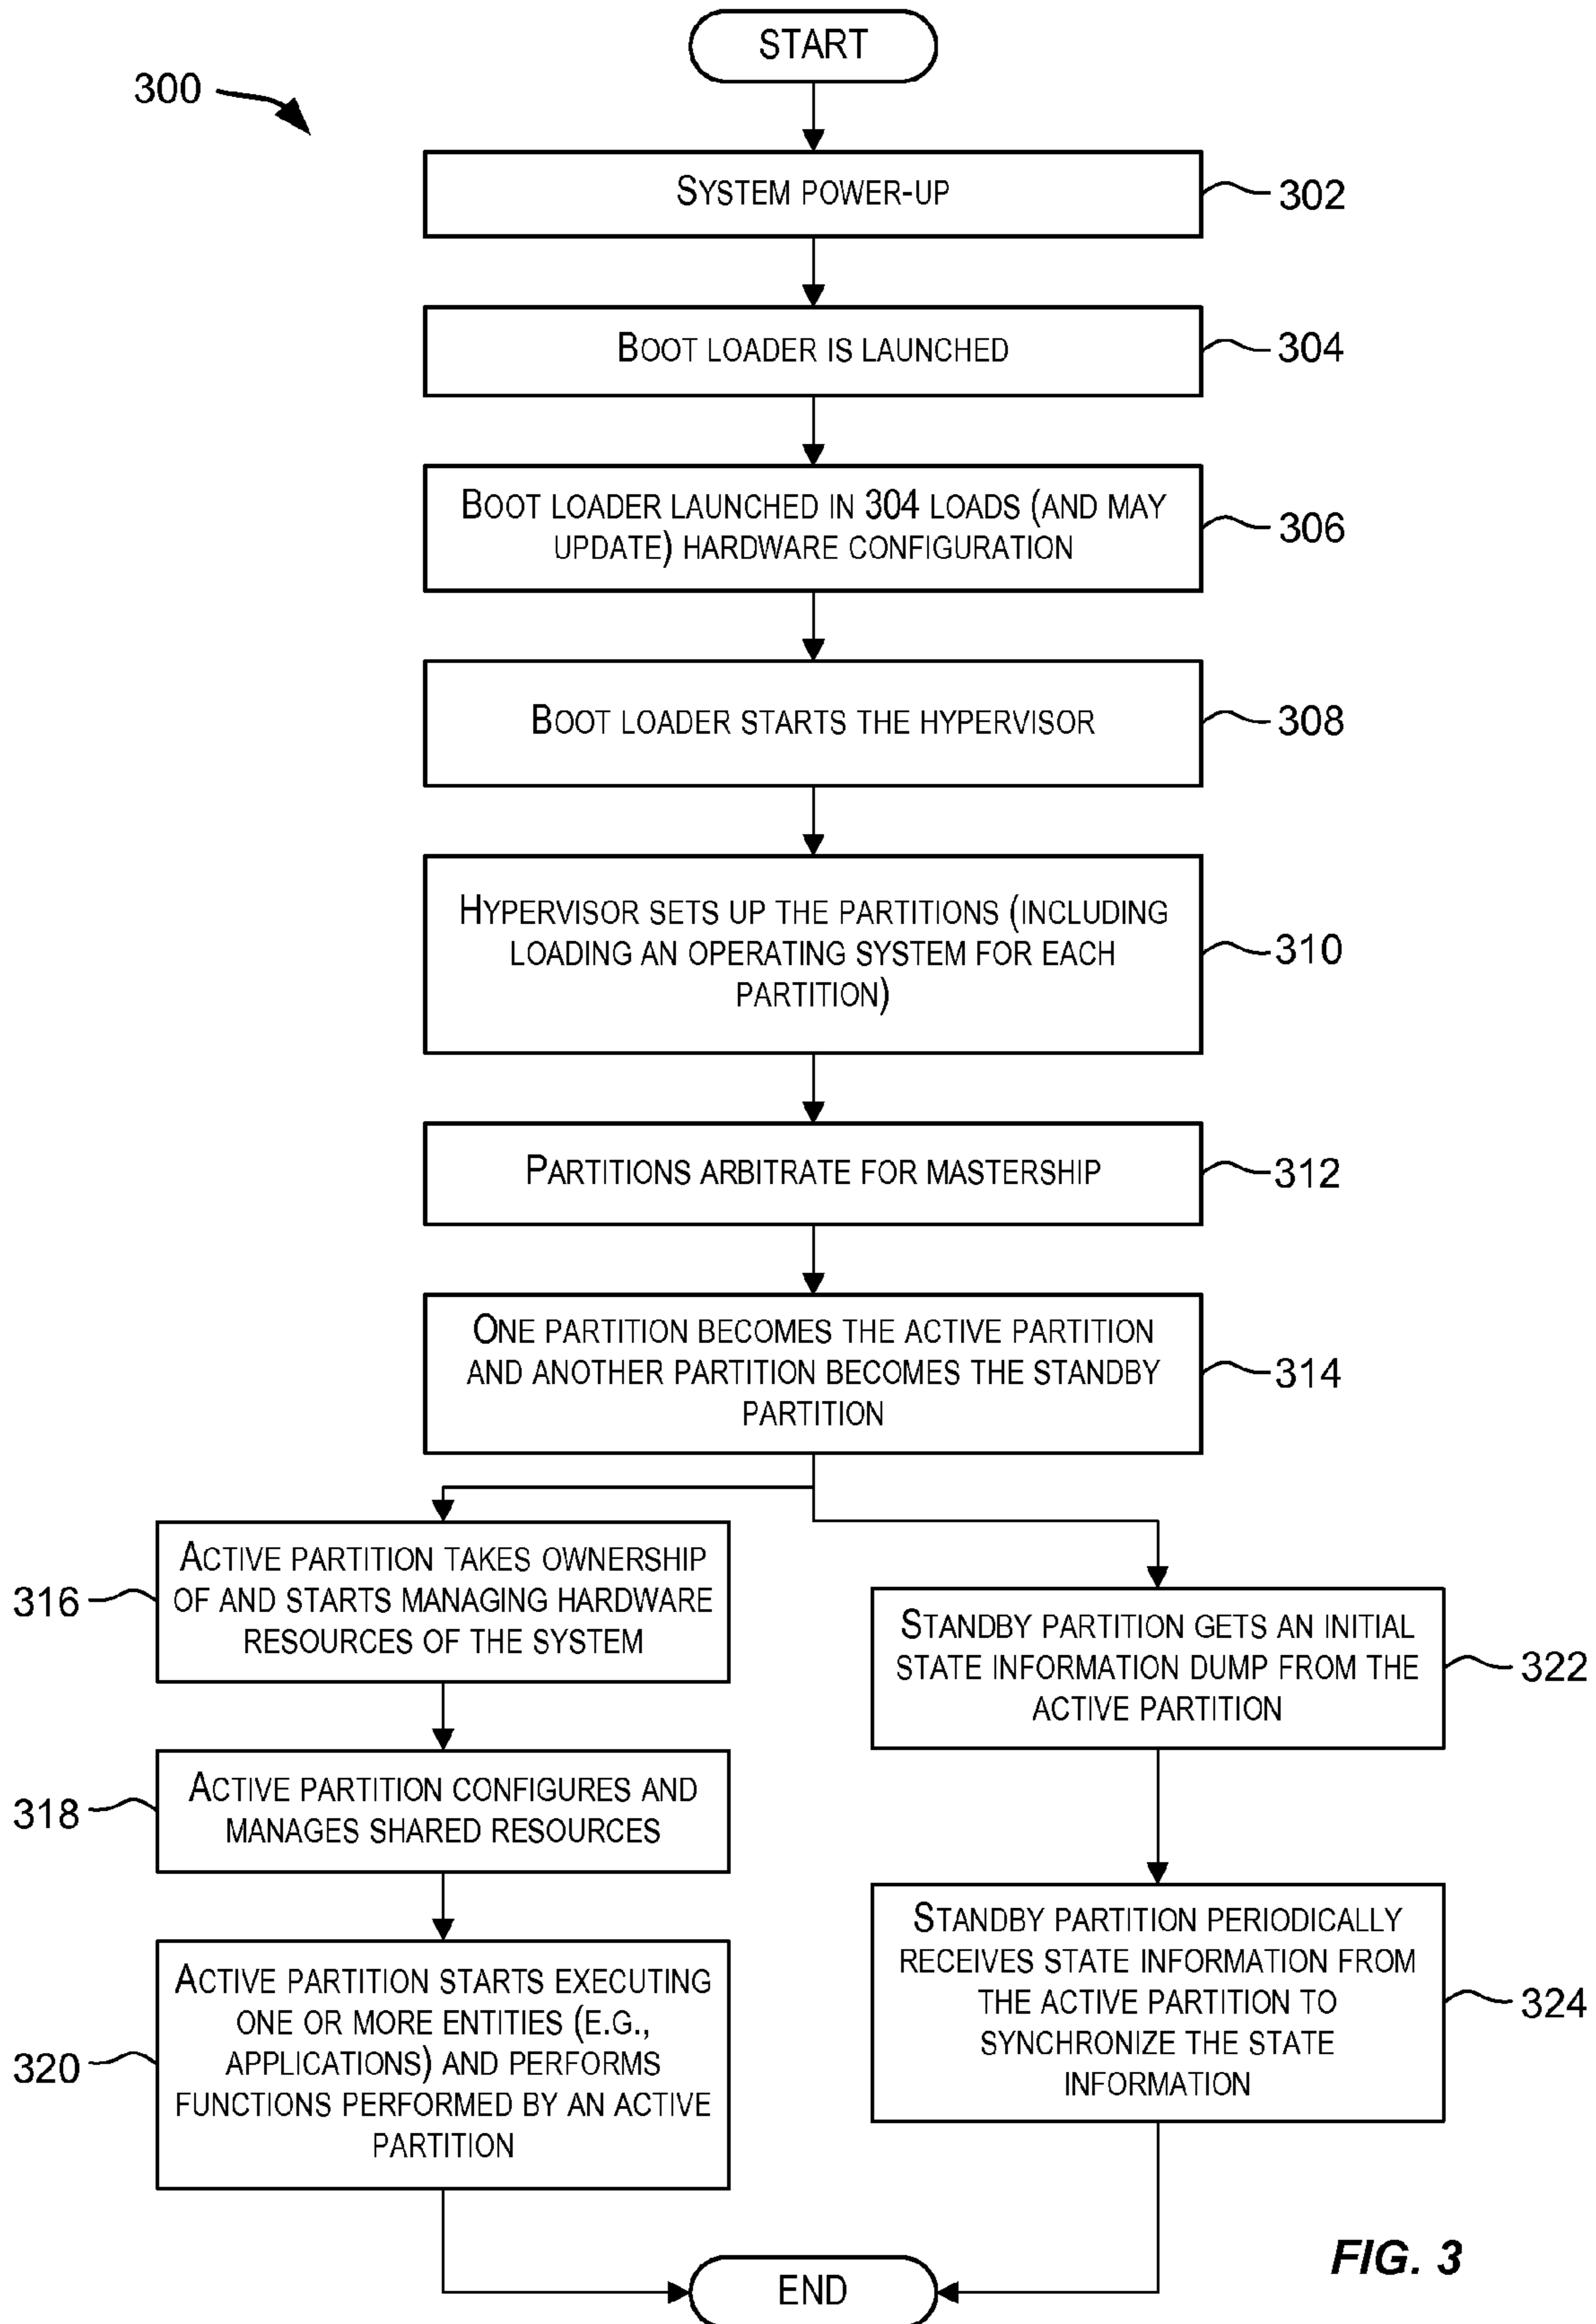 START
300
SYSTEM POWER-UP
302
BOOT LOADER IS LAUNCHED
304
BOOT LOADER LAUNCHED IN 304 LOADS (AND MAY
UPDATE) HARDWARE CONFIGURATION
306
BOOT LOADER STARTS THE HYPERVISOR
308
HYPERVISOR SETS UP THE PARTITIONS (INCLUDING
LOADING AN OPERATING SYSTEM FOR EACH
PARTITION)
310
PARTITIONS ARBITRATE FOR MASTERSHIP
312
ONE PARTITION BECOMES THE ACTIVE PARTITION
AND ANOTHER PARTITION BECOMES THE STANDBY
PARTITION
314
ACTIVE PARTITION TAKES OWNERSHIP
OF AND STARTS MANAGING HARDWARE
RESOURCES OF THE SYSTEM
316
ACTIVE PARTITION CONFIGURES AND
MANAGES SHARED RESOURCES
318
ACTIVE PARTITION STARTS EXECUTING
ONE OR MORE ENTITIES (E.G.,
APPLICATIONS) AND PERFORMS
FUNCTIONS PERFORMED BY AN ACTIVE
PARTITION
320
STANDBY PARTITION GETS AN INITIAL
STATE INFORMATION DUMP FROM THE
ACTIVE PARTITION
322
STANDBY PARTITION PERIODICALLY
RECEIVES STATE INFORMATION FROM
THE ACTIVE PARTITION TO
SYNCHRONIZE THE STATE
INFORMATION
324
END
FIG. 3